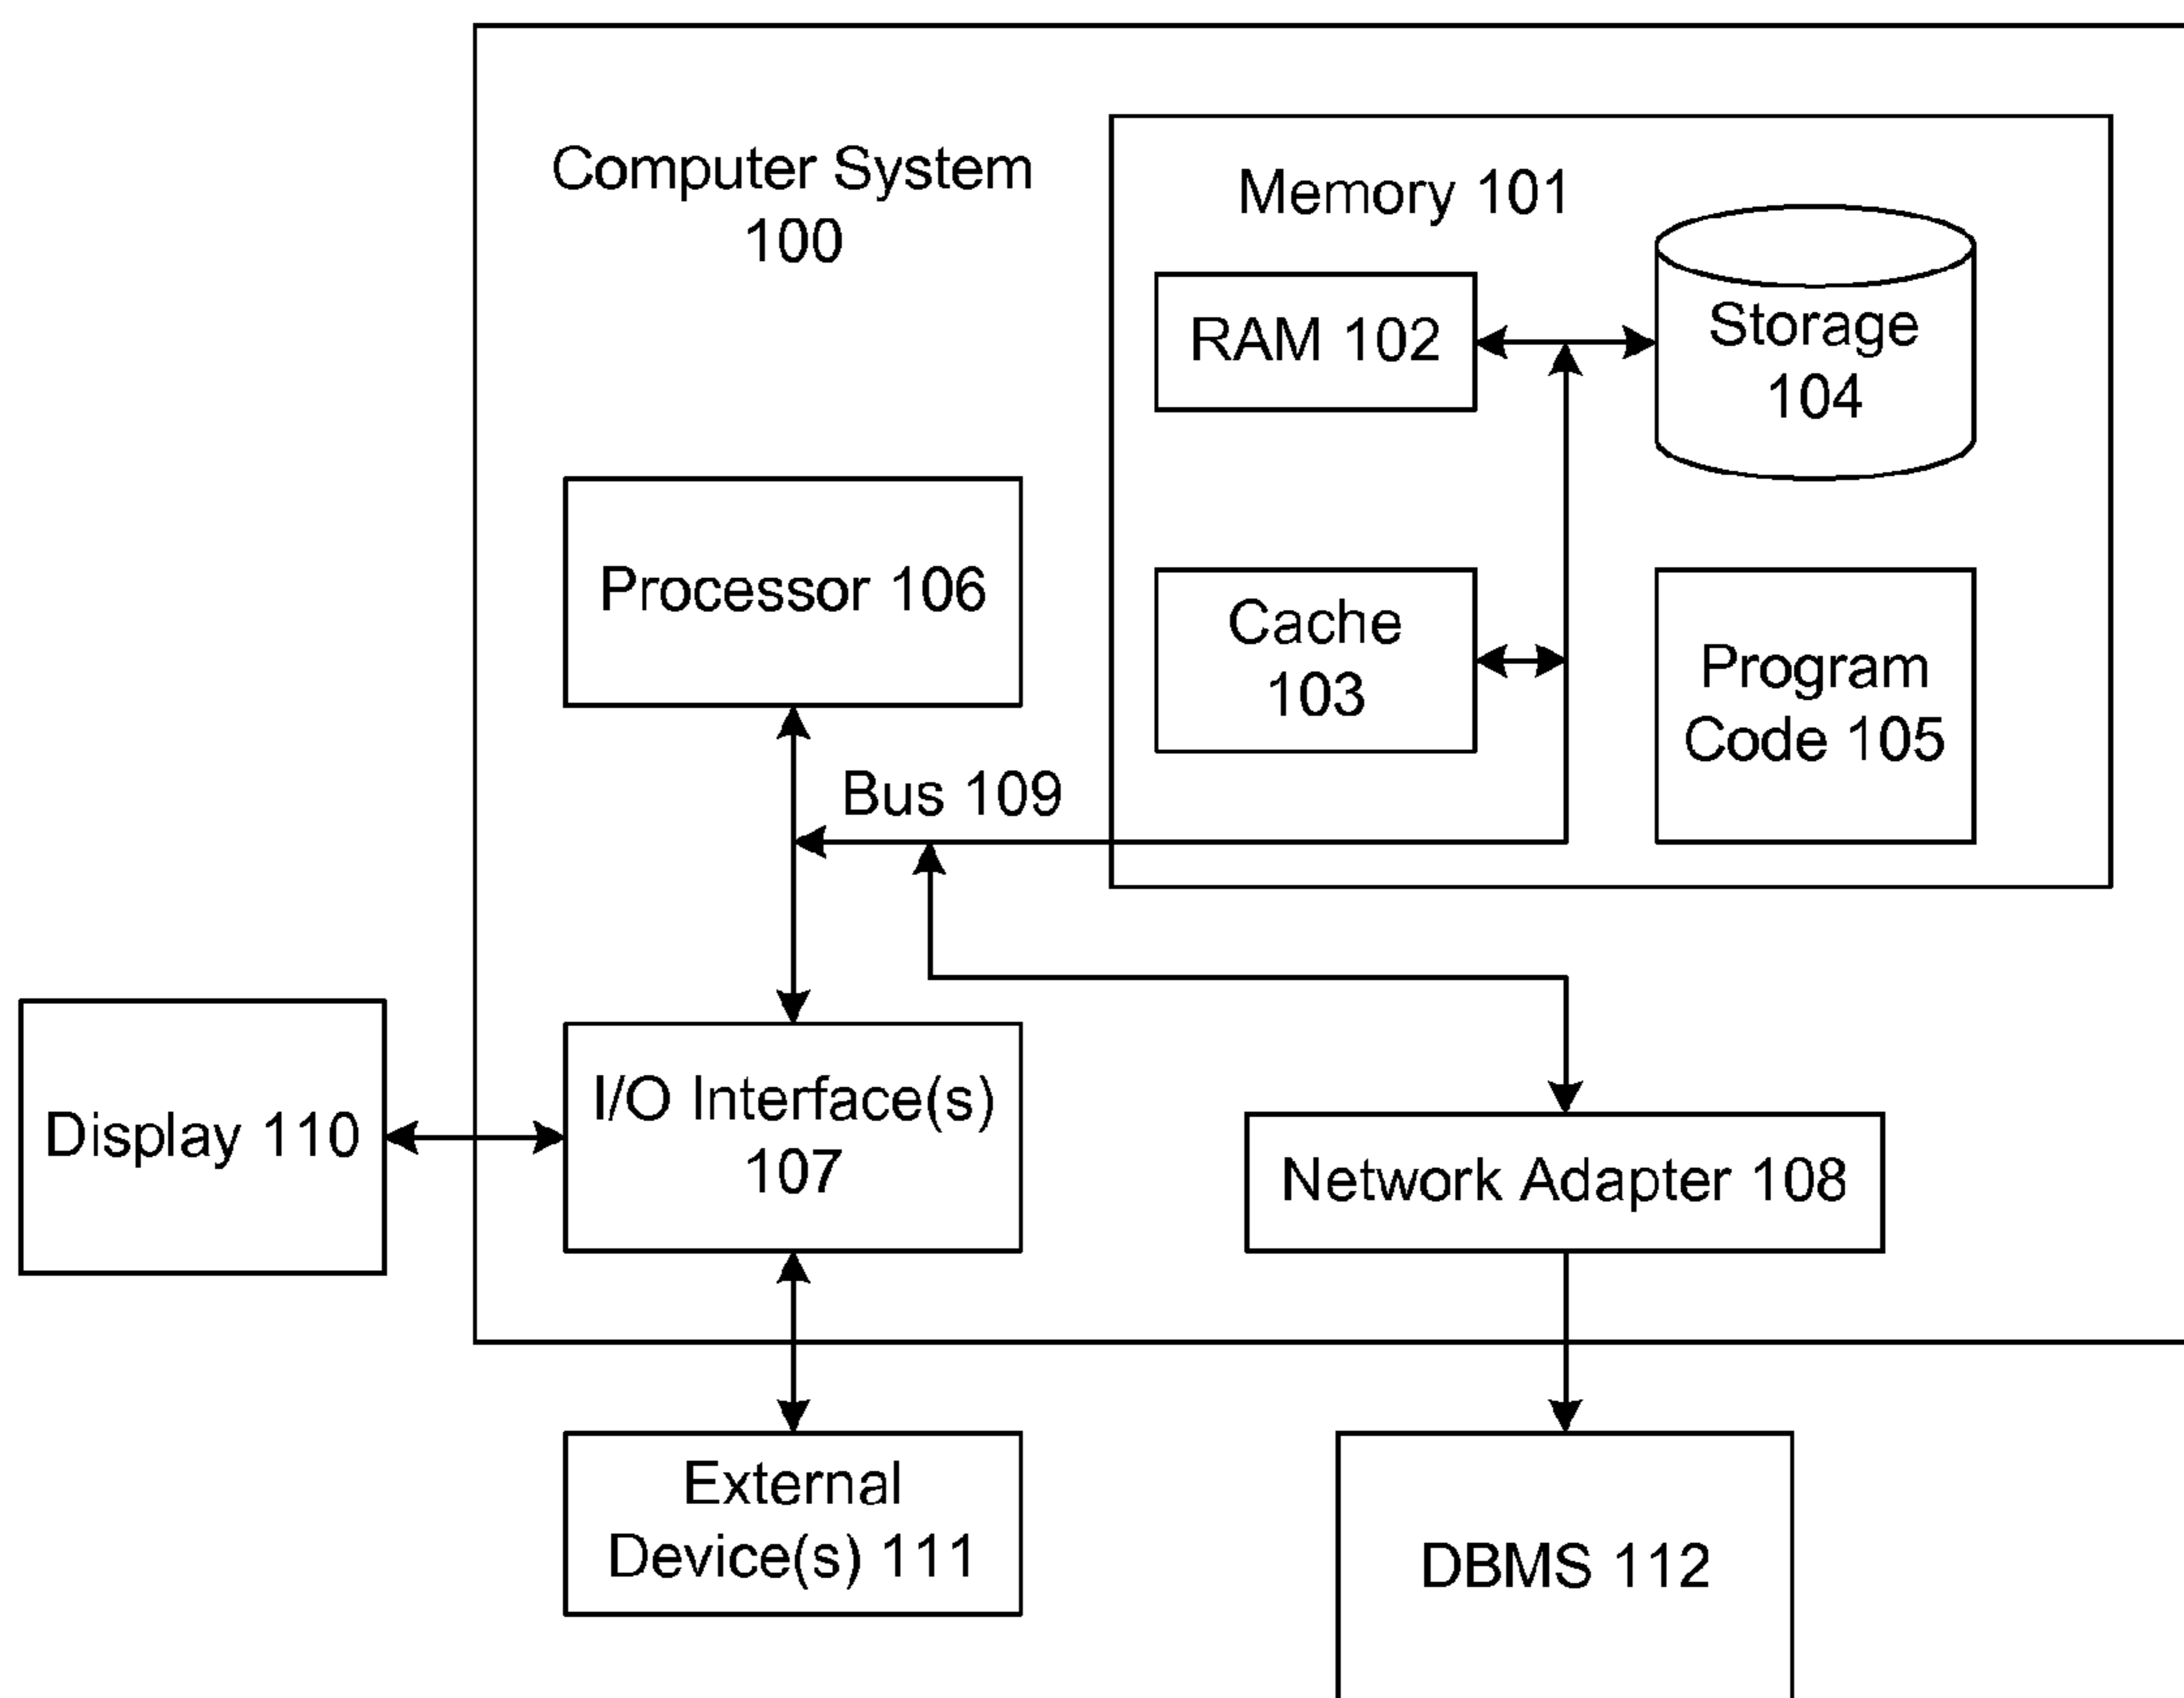 Computer System
100
Memory 101
RAM 102
Storage
104
Processor 106
Cache
103
Program
Code 105
Bus 109
Display 110
I/O Interface(s)
107
Network Adapter 108
External
Device(s) 111
DBMS 112